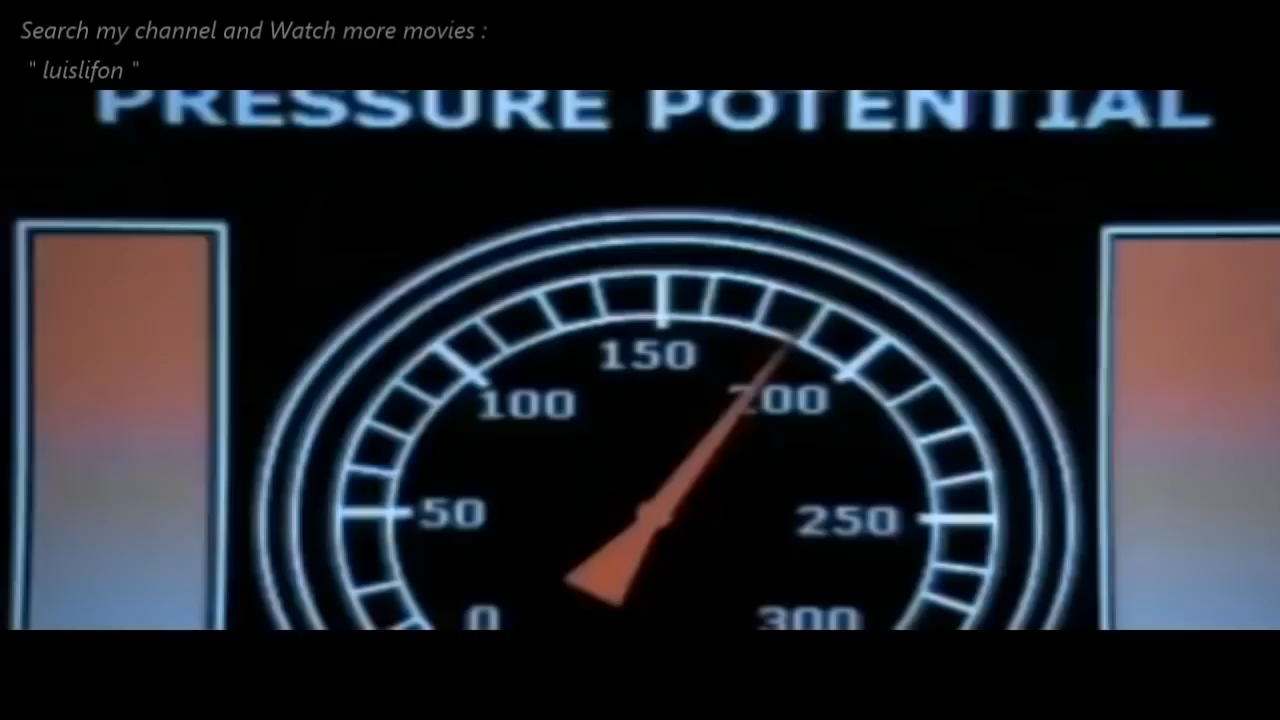 Search my channel and Watch more movies :
" luislifon "
PRESSURE POTENTIAL
150
100
200
50
250
0
300